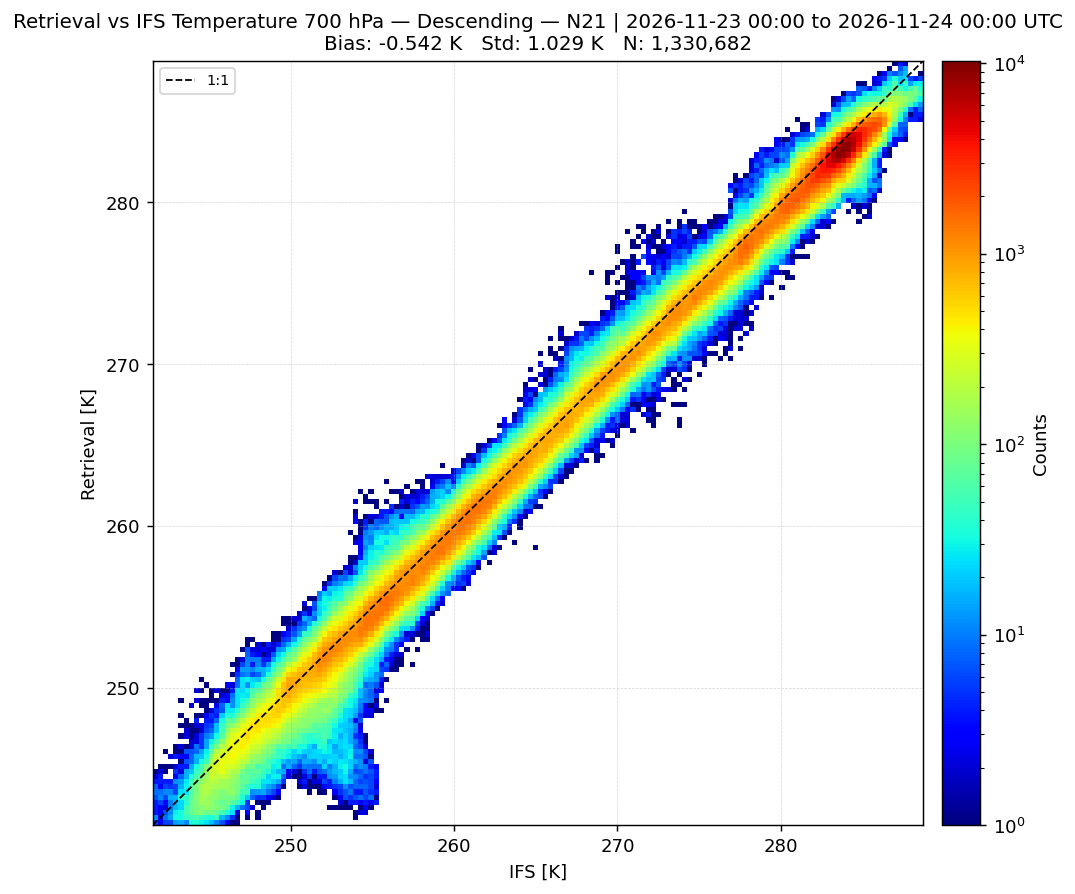 Retrieval vs IFS Temperature 700 hPa — Descending — N21 | 2026-11-23 00:00 to 2026-11-24 00:00 UTC
Bias: -0.542 K   Std: 1.029 K   N: 1,330,682
1:1
280
270
260
250
Retrieval [K]
250
260
270
280
IFS [K]
10⁴
10³
10²
10¹
10⁰
Counts